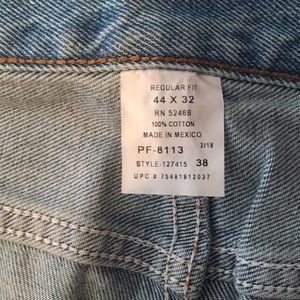 REGULAR FIT
44 X 32
RN 52469
100% COTTON
MADE IN MEXICO
PF-8113 2/18
STYLE-127415 38
UPC # 75481912037